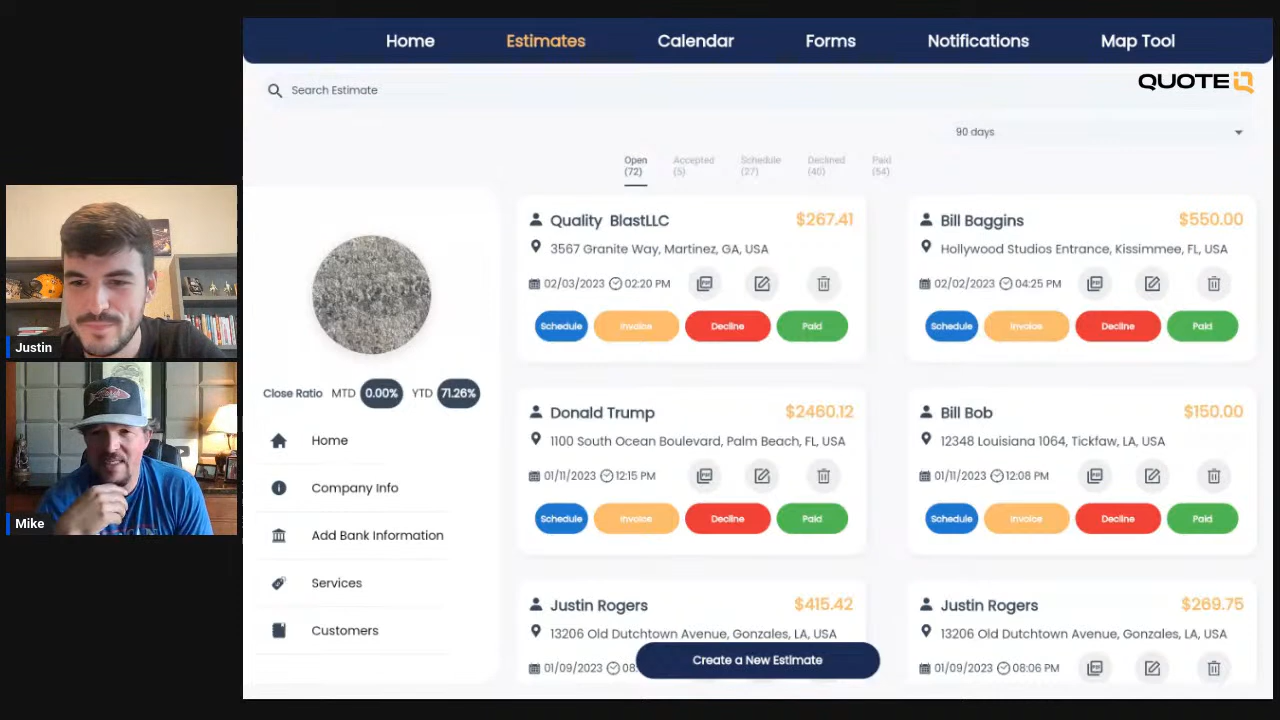 Home Estimates Calendar Forms Notifications Map Tool
Search Estimate
QUOTE IQ
90 days
Open Accepted Schedule Declined Paid
(72) (5) (27) (40) (54)
Quality BlastLLC $267.41
3567 Granite Way, Martinez, GA, USA
02/03/2023 02:20 PM
Schedule Invoice Decline Paid
Bill Baggins $550.00
Hollywood Studios Entrance, Kissimmee, FL, USA
02/02/2023 04:25 PM
Schedule Invoice Decline Paid
Justin
Mike
Close Ratio MTD 0.00% YTD 71.26%
Home
Company Info
Add Bank Information
Services
Customers
Donald Trump $2460.12
1100 South Ocean Boulevard, Palm Beach, FL, USA
01/11/2023 12:15 PM
Schedule Invoice Decline Paid
Bill Bob $150.00
12348 Louisiana 1064, Tickfaw, LA, USA
01/11/2023 12:08 PM
Schedule Invoice Decline Paid
Justin Rogers $415.42
13206 Old Dutchtown Avenue, Gonzales, LA, USA
01/09/2023 08:
Justin Rogers $269.75
13206 Old Dutchtown Avenue, Gonzales, LA, USA
01/09/2023 08:06 PM
Create a New Estimate